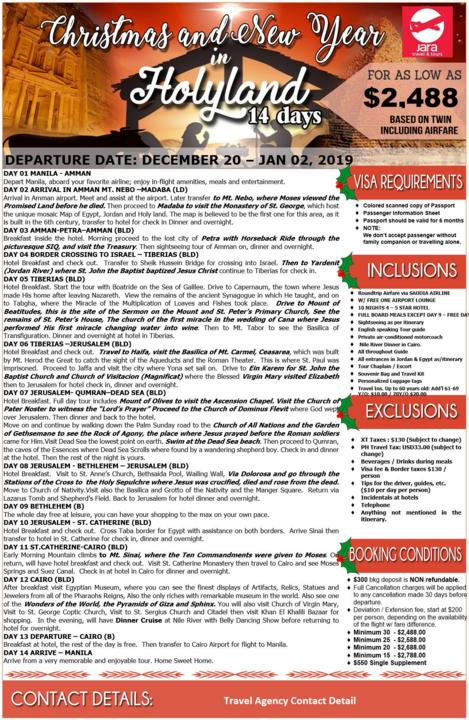 Christmas and New Year
in
Holyland
14 days
Jara
travel & tours
FOR AS LOW AS
$2,488
BASED ON TWIN
INCLUDING AIRFARE
DEPARTURE DATE: DECEMBER 20 – JAN 02, 2019
DAY 01 MANILA - AMMAN
Depart Manila, aboard your favorite airline; enjoy in-flight amenities, meals and entertainment.
DAY 02 ARRIVAL IN AMMAN MT. NEBO –MADABA (LD)
Arrival in Amman airport. Meet and assist at the airport. Later transfer to Mt. Nebo, where Moses viewed the
Promised Land before he died. Then proceed to Madaba to visit the Monastery of St. George, which host
the unique mosaic Map of Egypt, Jordan and Holy land. The map is believed to be the first one for this area, as it
is built in the 6th century, transfer to hotel for check in Dinner and overnight.
DAY 03 AMMAN-PETRA–AMMAN (BLD)
Breakfast inside the hotel. Morning proceed to the lost city of Petra with Horseback Ride through the
picturesque SIQ, and visit the Treasury. Then sightseeing tour of Amman on, dinner and overnight.
DAY 04 BORDER CROSSING TO ISRAEL – TIBERIAS (BLD)
Hotel Breakfast and check out. Transfer to Sheik Hussein Bridge for crossing into Israel. Then to Yardenit
(Jordan River) where St. John the Baptist baptized Jesus Christ continue to Tiberias for check in.
DAY 05 TIBERIAS (BLD)
Hotel Breakfast. Start the tour with Boatride on the Sea of Galilee. Drive to Capernaum, the town where Jesus
made His home after leaving Nazareth. View the remains of the ancient Synagogue in which He taught, and on
to Tabgha, where the Miracle of the Multiplication of Loaves and Fishes took place. Drive to Mount of
Beatitudes, this is the site of the Sermon on the Mount and St. Peter's Primary Church, See the
remains of St. Peter's House, The church of the first miracle in the wedding of Cana where Jesus
performed His first miracle changing water into wine. Then to Mt. Tabor to see the Basilica of
Transfiguration. Dinner and overnight at hotel in Tiberias.
DAY 06 TIBERIAS –JERUSALEM (BLD)
Hotel Breakfast and check out. Travel to Haifa, visit the Basilica of Mt. Carmel, Ceasarea, which was built
by Mt. Herod the Great to catch the sight of the Aqueducts and the Roman Theater. This is where St. Paul was
imprisoned. Proceed to Jaffa and visit the city where Yona set sail on. Drive to Ein Karem for St. John the
Baptist Church and Church of Visitacion (Magnificat) where the Blessed Virgin Mary visited Elizabeth
then to Jerusalem for hotel check in, dinner and overnight.
DAY 07 JERUSALEM- QUMRAN–DEAD SEA (BLD)
Hotel Breakfast. Full day tour includes Mount of Olives to visit the Ascension Chapel. Visit the Church of
Pater Noster to witness the "Lord's Prayer" Proceed to the Church of Dominus Flevit where God wept
over Jerusalem. Then dinner and back to the hotel.
Move on and continue by walking down the Palm Sunday road to the Church of All Nations and the Garden
of Gethsemane to see the Rock of Agony, the place where Jesus prayed before the Roman soldiers
came for Him.Visit Dead Sea the lowest point on earth. Swim at the Dead Sea beach. Then proceed to Qumran,
the caves of the Essences where Dead Sea Scrolls where found by a wandering shepherd boy. Check in and dinner
at the hotel. Then the rest of the night is yours.
DAY 08 JERUSALEM - BETHLEHEM – JERUSALEM (BLD)
Hotel Breakfast. Visit to St. Anne's Church, Bethsaida Pool, Wailing Wall, Via Dolorosa and go through the
Stations of the Cross to the Holy Sepulchre where Jesus was crucified, died and rose from the dead.
Move to Church of Nativity.Visit also the Basilica and Grotto of the Nativity and the Manger Square. Return via
Lazarus Tomb and Shepherd's Field. Back to Jerusalem for hotel dinner and overnight.
DAY 09 BETHLEHEM (B)
The whole day free at leisure, you can have your shopping to the max on your own pace.
DAY 10 JERUSALEM - ST. CATHERINE (BLD)
Hotel Breakfast and check out. Cross Taba border for Egypt with assistance on both borders. Arrive Sinai then
transfer to hotel in St. Catherine for check in, dinner and overnight.
DAY 11 ST.CATHERINE-CAIRO (BLD)
Early Morning Mountain climbs to Mt. Sinai, where the Ten Commandments were given to Moses. On
return, will have hotel breakfast and check out. Visit St. Catherine Monastery then travel to Cairo and see Moses
Springs and Suez Canal. Check in at hotel in Cairo for dinner and overnight.
DAY 12 CAIRO (BLD)
After breakfast visit Egyptian Museum, where you can see the finest displays of Artifacts, Relics, Statues and
Jewelers from all of the Pharaohs Reigns, Also the only riches with remarkable museum in the world. Also see one
of the Wonders of the World, the Pyramids of Giza and Sphinx. You will also visit Church of Virgin Mary,
Visit to St. George Coptic Church, Visit to St. Sergius Church and Citadel then visit Khan El Khalili Bazaar for
shopping. In the evening, will have Dinner Cruise at Nile River with Belly Dancing Show before returning to
hotel for overnight.
DAY 13 DEPARTURE – CAIRO (B)
Breakfast at hotel, the rest of the day is free. Then transfer to Cairo Airport for flight to Manila.
DAY 14 ARRIVE – MANILA
Arrive from a very memorable and enjoyable tour. Home Sweet Home.
VISA REQUIREMENTS
Colored scanned copy of Passport
Passenger Information Sheet
Passport should be valid for 6 months
NOTE:
We don't accept passenger without
family companion or travelling alone.
INCLUSIONS
Roundtrip Airfare via SAUDIA AIRLINE
W/ FREE ONE AIRPORT LOUNGE
10 NIGHTS 4 – 5 STAR HOTEL
FULL BOARD MEALS EXCEPT DAY 9 – FREE DAY
Sightseeing as per itinerary
English speaking Tour guide
Private air-conditioned motorcoach
Nile River Dinner in Cairo.
All throughout Guide
All entrances in Jordan & Egypt as/itinerary
Tour Chaplain / Escort
Souvenir Bag and Travel Kit
Personalized Luggage tags
Travel Ins. Up to 60 years old: Add'l 61-69
Y/O: $10.00 / 70Y/O $20.00
EXCLUSIONS
XT Taxes : $130 (Subject to change)
PH Travel Tax: USD33.00 (subject to
change)
Beverages / Drinks during meals
Visa fee & Border taxes $130 /
person
Tips for the driver, guides, etc.
($10 per day per person)
Incidentals at hotels
Telephone
Anything not mentioned in the
itinerary.
BOOKING CONDITIONS
$300 bkg deposit is NON refundable.
Full Cancellation charges will be applied
to any cancellation made 30 days before
departure.
Deviation / Extension fee, start at $200
per person, depending on the availability
of the flight w/ fare difference.
Minimum 30 - $2,488.00
Minimum 25 - $2,588.00
Minimum 20 - $2,688.00
Minimum 15 - $2,788.00
$550 Single Supplement
CONTACT DETAILS:
Travel Agency Contact Detail